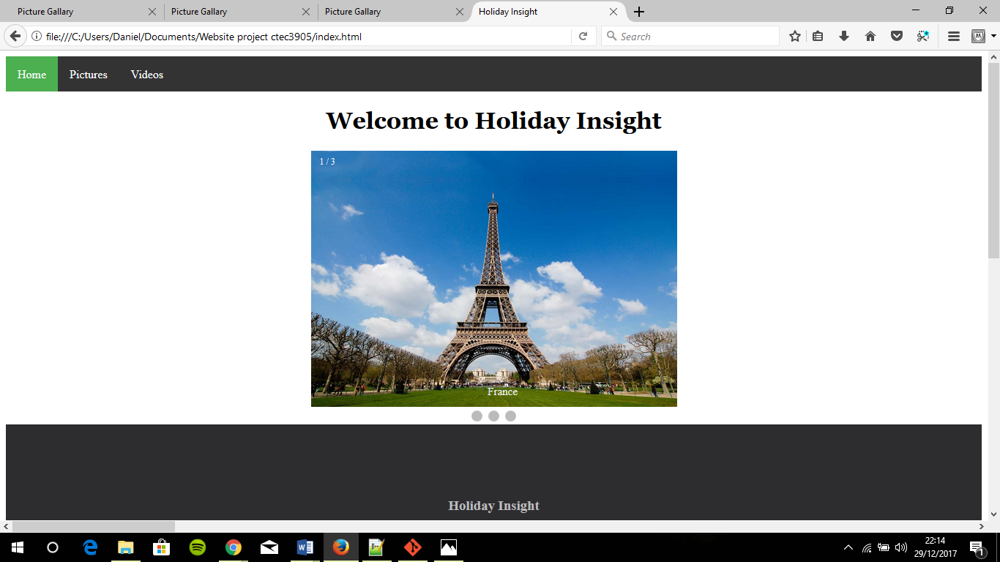 Picture Gallary
Picture Gallary
Picture Gallary
Holiday Insight
file:///C:/Users/Daniel/Documents/Website project ctec3905/index.html
Search
Home Pictures Videos
Welcome to Holiday Insight
1 / 3
France
Holiday Insight
22:14
29/12/2017
1